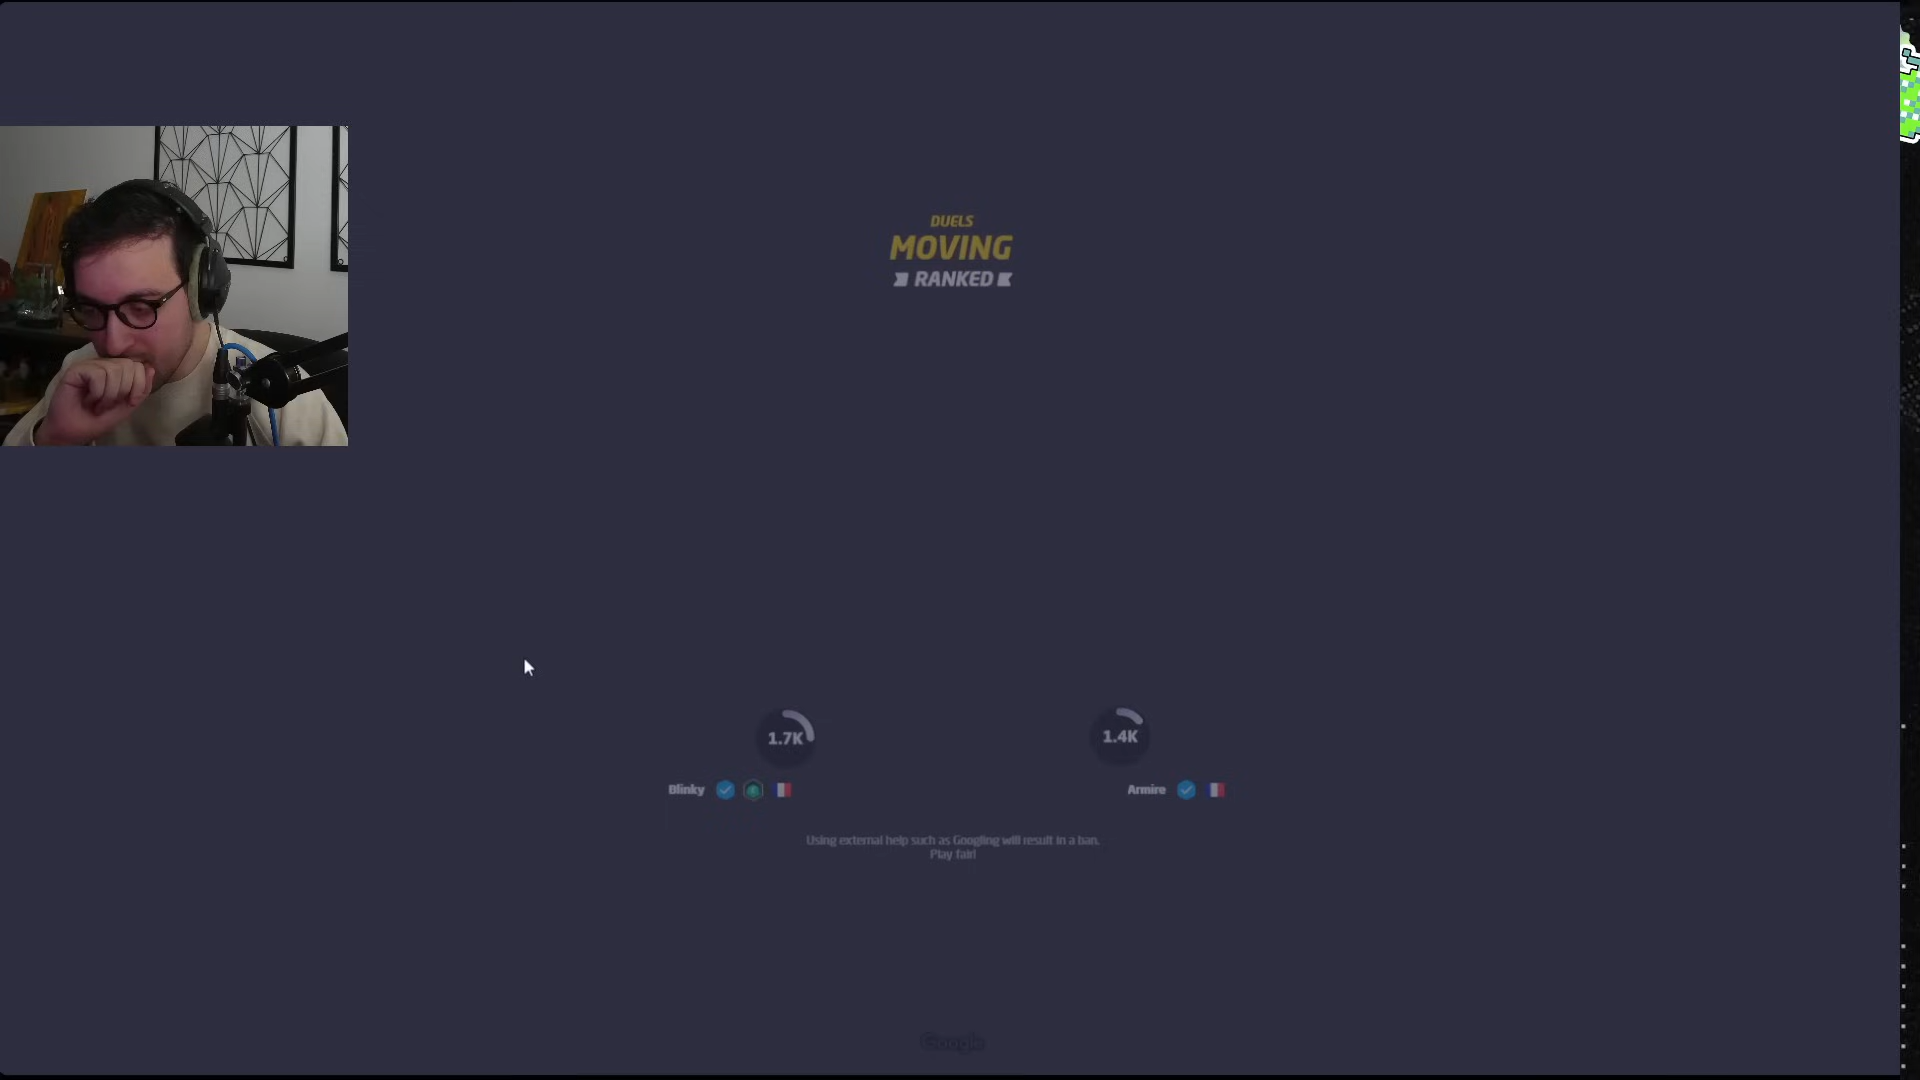 DUELS
MOVING
RANKED
1.7K
1.4K
Blinky
Armire
Using external help such as Googling will result in a ban.
Play fair!
Google